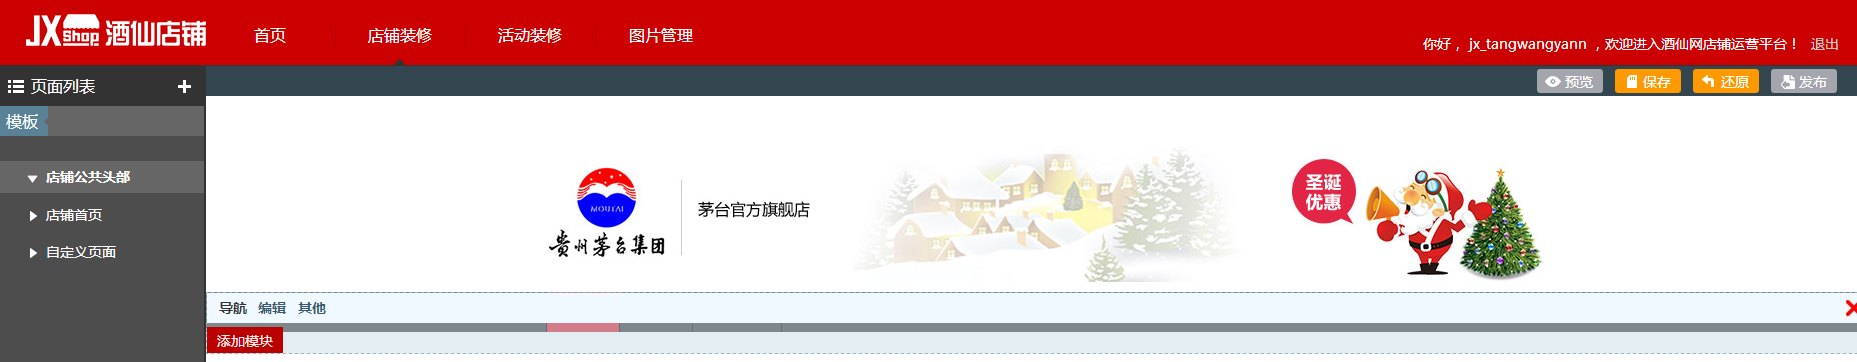 JX shop 酒仙店铺
首页 店铺装修 活动装修 图片管理
你好， jx_tangwangyann ，欢迎进入酒仙网店铺运营平台！ 退出
页面列表
预览 保存 还原 发布
模板
店铺公共头部
店铺首页
自定义页面
MOUTAI
贵州茅台集团
茅台官方旗舰店
圣诞
优惠
导航 编辑 其他
添加模块